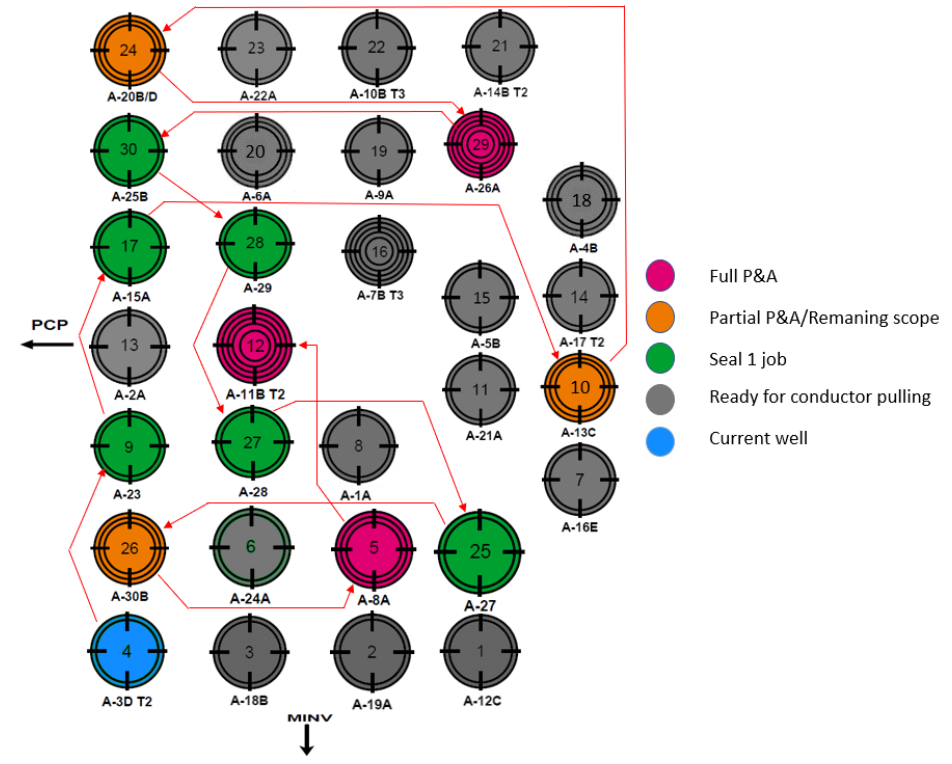 24 23 22 21
A-20B/D A-22A A-10B T3 A-14B T2
30 20 19 29
A-25B A-6A A-9A A-26A
18
A-4B
17 28 16
A-15A A-29 A-7B T3
15 14
A-5B A-17 T2
PCP
13 12
A-2A A-11B T2
11 10
A-21A A-13C
9 27 8
A-23 A-28 A-1A
7
A-16E
26 6 5 25
A-30B A-24A A-8A A-27
4 3 2 1
A-3D T2 A-18B A-19A A-12C
MINV
Full P&A
Partial P&A/Remaning scope
Seal 1 job
Ready for conductor pulling
Current well